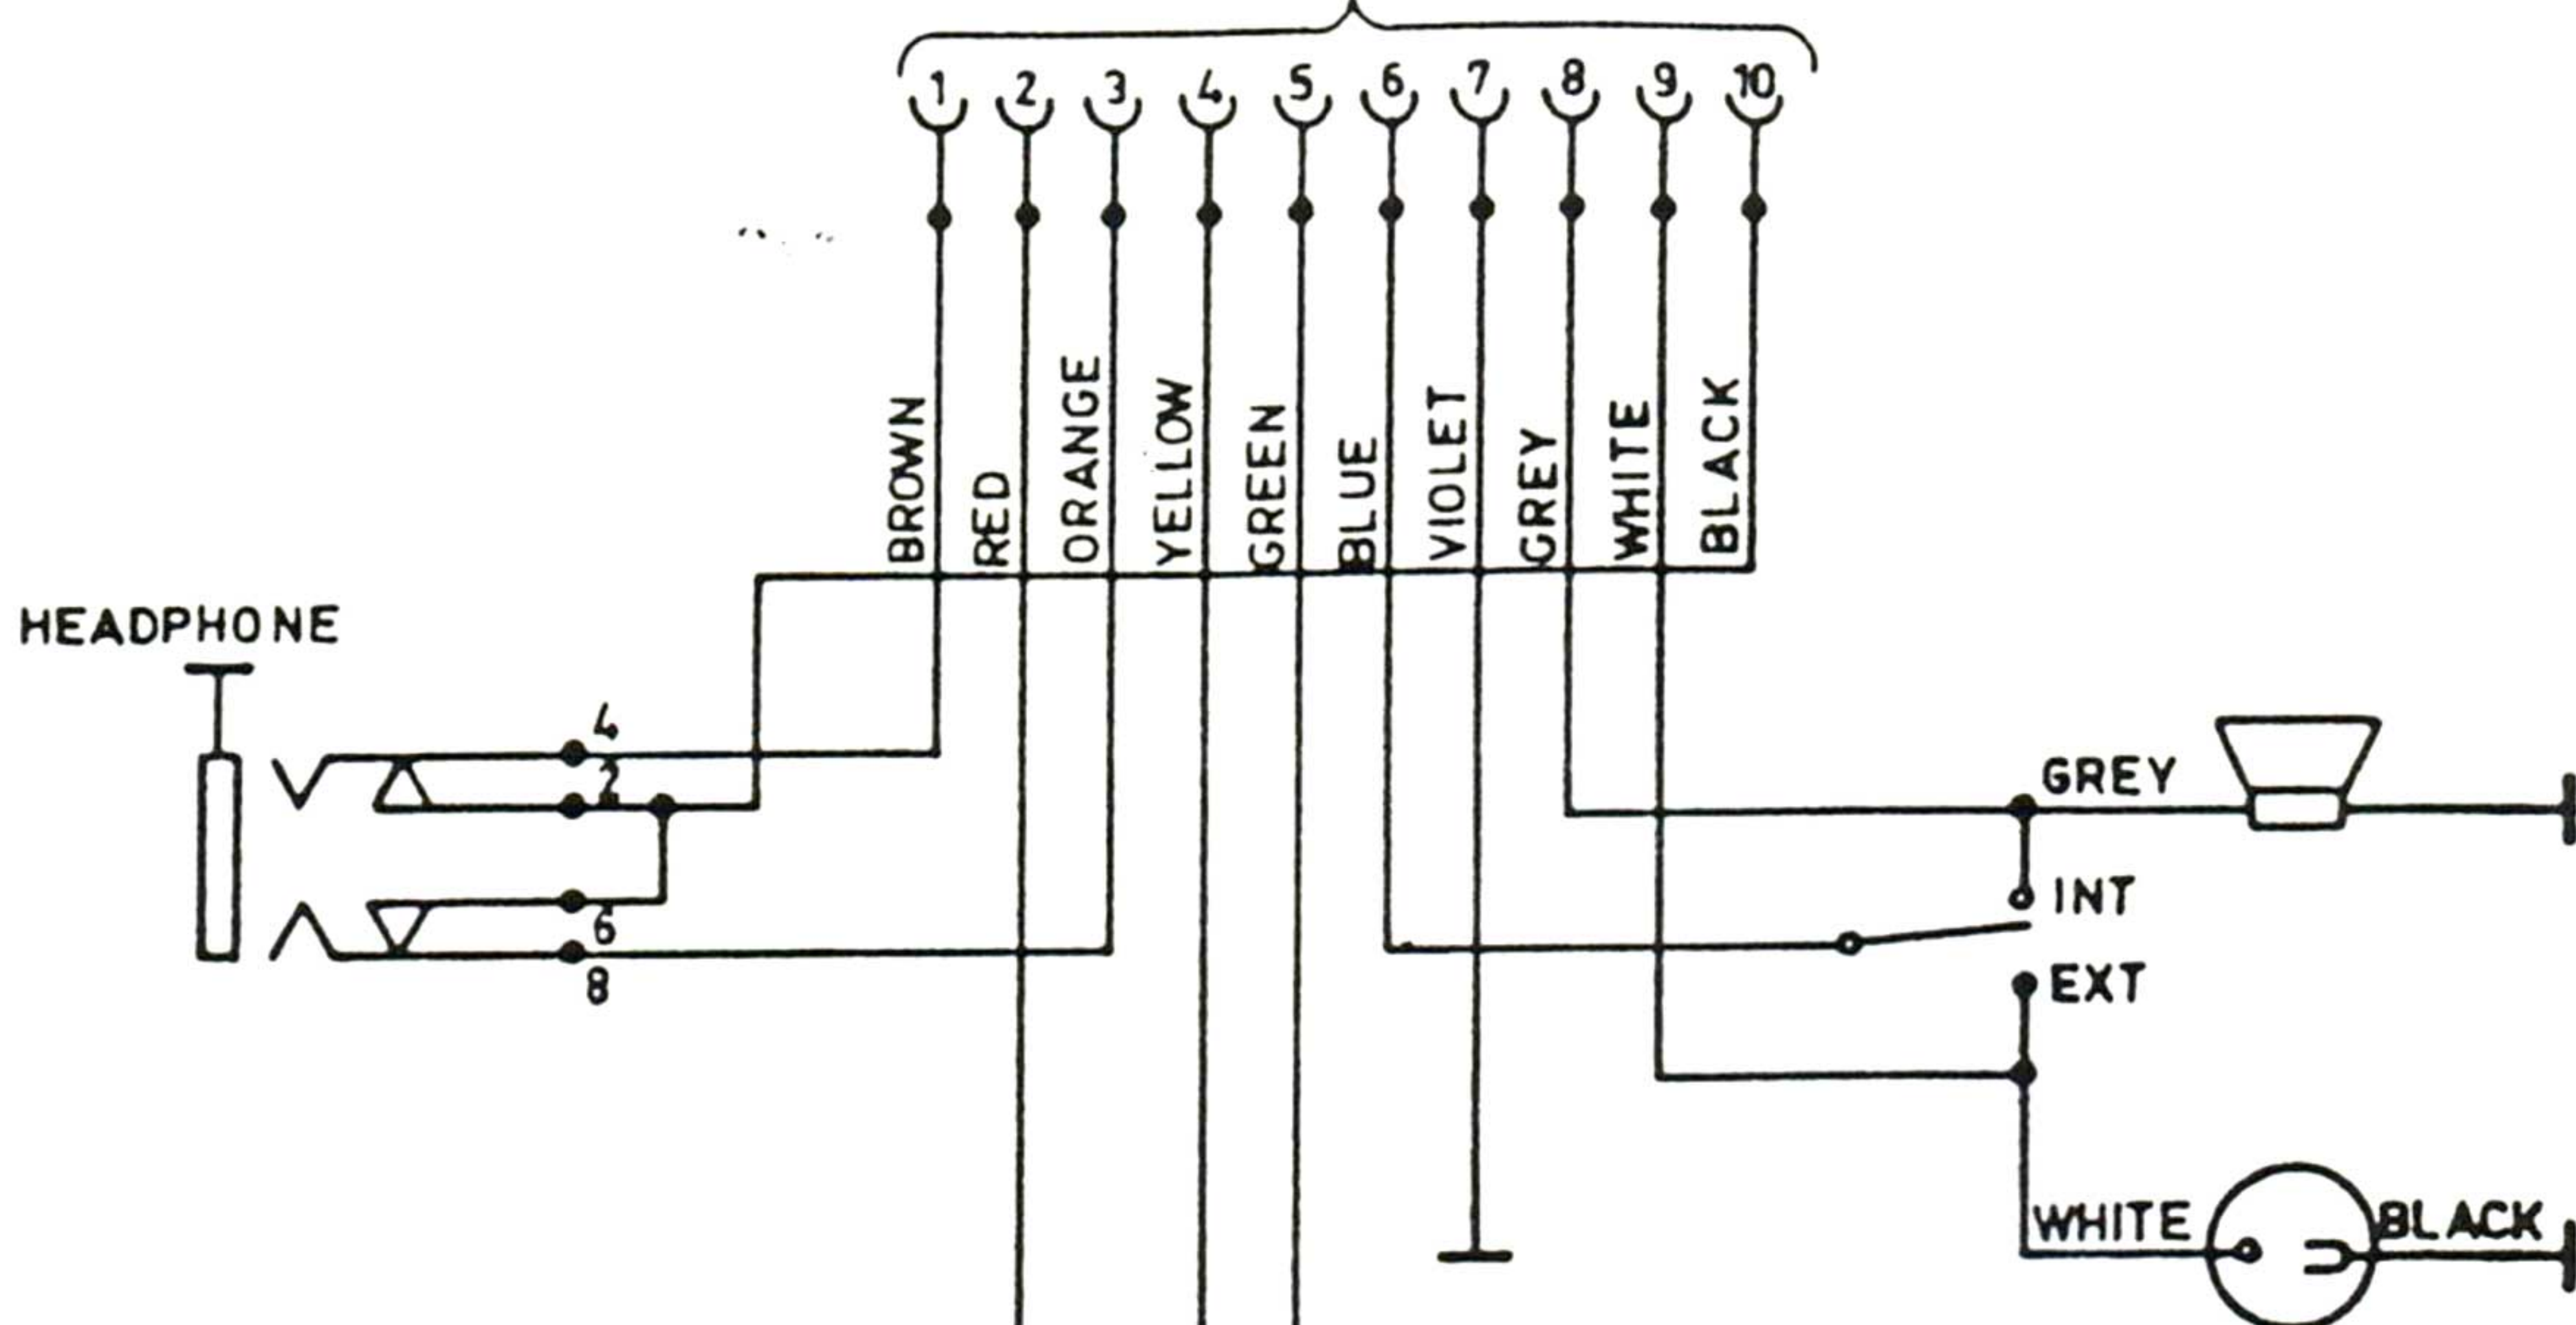 1 2 3 4 5 6 7 8 9 10
BROWN
RED
ORANGE
YELLOW
GREEN
BLUE
VIOLET
GREY
WHITE
BLACK
HEADPHONE
4
2
6
8
GREY
INT
EXT
WHITE
BLACK